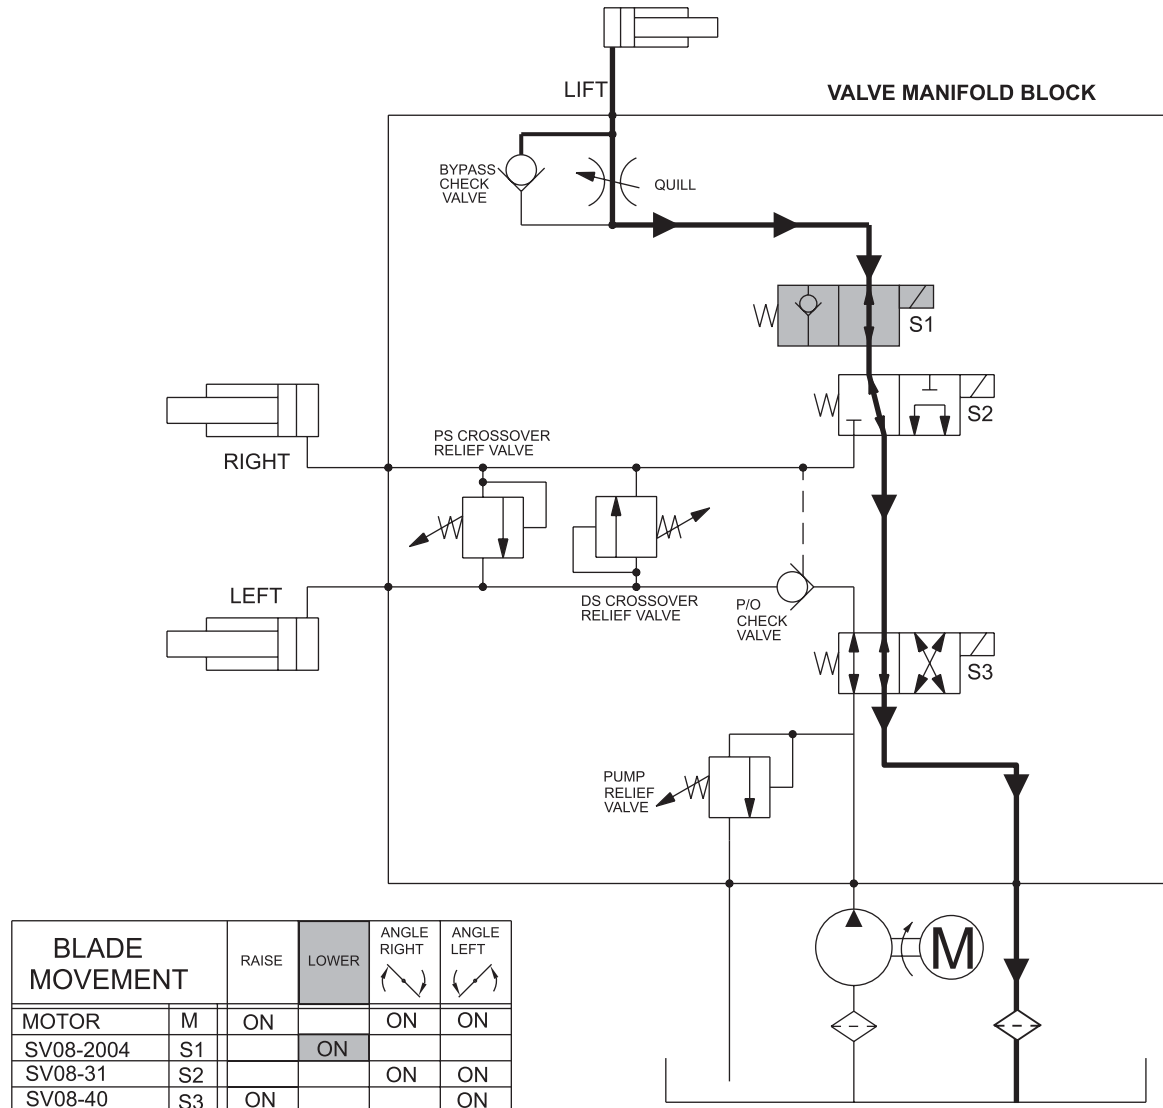 LIFT
VALVE MANIFOLD BLOCK
BYPASS
CHECK
VALVE
QUILL
S1
S2
PS CROSSOVER
RELIEF VALVE
RIGHT
LEFT
DS CROSSOVER
RELIEF VALVE
P/O
CHECK
VALVE
S3
PUMP
RELIEF
VALVE
M
BLADE
MOVEMENT
RAISE
LOWER
ANGLE
RIGHT
ANGLE
LEFT
MOTOR M ON ON ON
SV08-2004 S1 ON
SV08-31 S2 ON ON
SV08-40 S3 ON ON